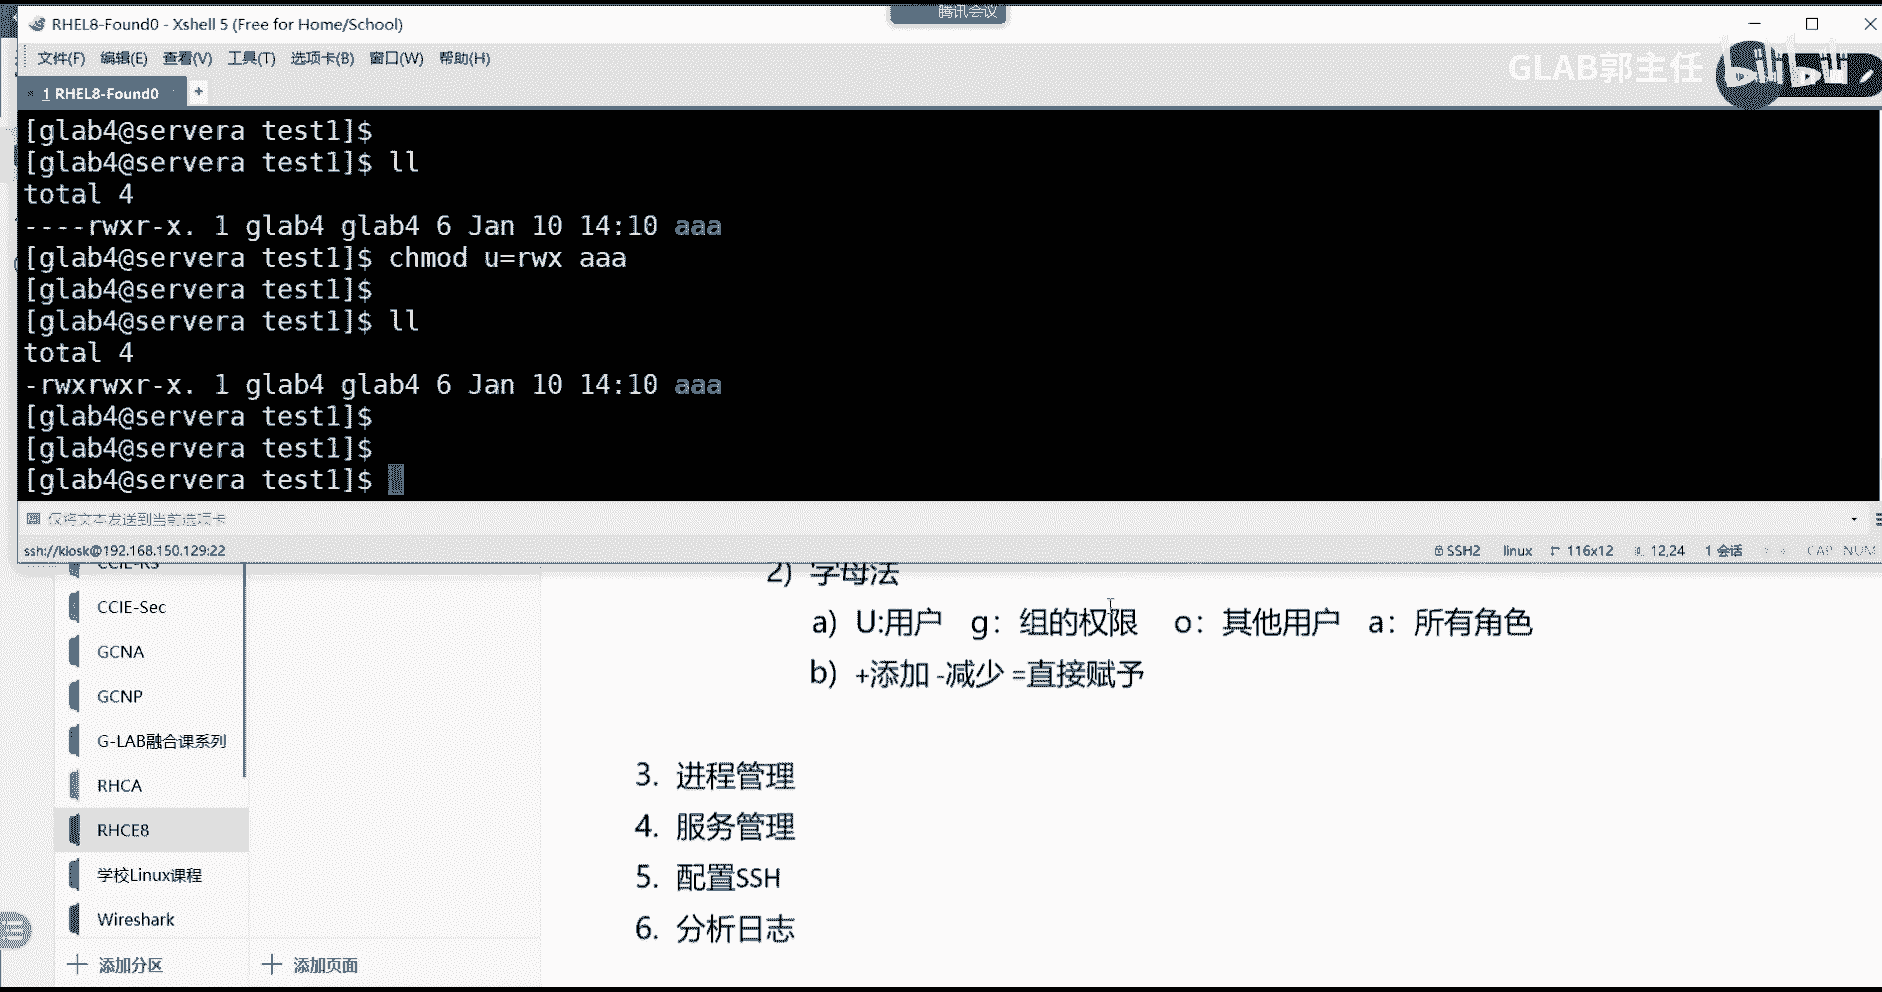 腾讯会议
RHEL8-Found0 - Xshell 5 (Free for Home/School)
文件(F) 编辑(E) 查看(V) 工具(T) 选项卡(B) 窗口(W) 帮助(H)
GLAB郭主任 bilibili
1 RHEL8-Found0 +
[glab4@servera test1]$
[glab4@servera test1]$ ll
total 4
----rwxr-x. 1 glab4 glab4 6 Jan 10 14:10 aaa
[glab4@servera test1]$ chmod u=rwx aaa
[glab4@servera test1]$
[glab4@servera test1]$ ll
total 4
-rwxrwxr-x. 1 glab4 glab4 6 Jan 10 14:10 aaa
[glab4@servera test1]$
[glab4@servera test1]$
[glab4@servera test1]$
仅将文本发送到当前选项卡
ssh://kiosk@192.168.150.129:22 SSH2 linux 116x12 12,24 1 会话 CAP NUM
CCIE-RS
CCIE-Sec
GCNA
GCNP
G-LAB融合课系列
RHCA
RHCE8
学校Linux课程
Wireshark
添加分区 添加页面
2) 字母法
a) U:用户 g：组的权限 o：其他用户 a：所有角色
b) +添加 -减少 =直接赋予
3. 进程管理
4. 服务管理
5. 配置SSH
6. 分析日志